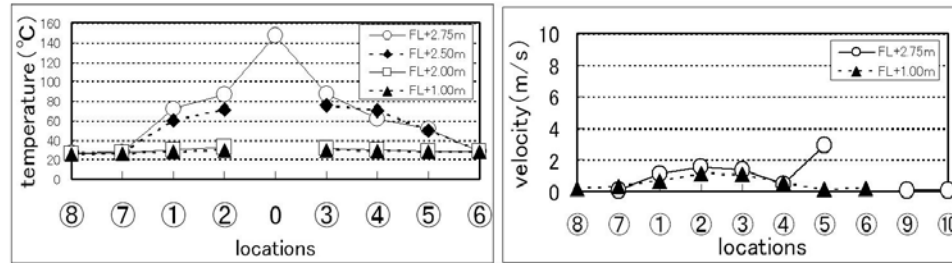 temperature(℃)
160
140
120
100
80
60
40
20
0
FL+2.75m
FL+2.50m
FL+2.00m
FL+1.00m
⑧ ⑦ ① ② 0 ③ ④ ⑤ ⑥
locations
velocity(m/s)
10
8
6
4
2
0
FL+2.75m
FL+1.00m
⑧ ⑦ ① ② ③ ④ ⑤ ⑥ ⑨ ⑩
locations